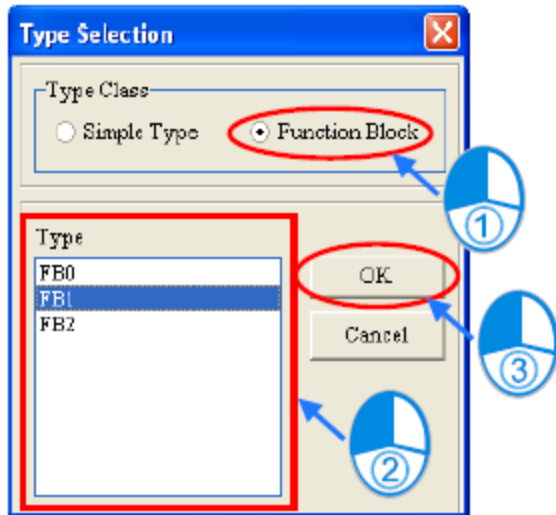 Type Selection
Type Class
Simple Type
Function Block
①
Type
FB0
FB1
FB2
OK
Cancel
③
②